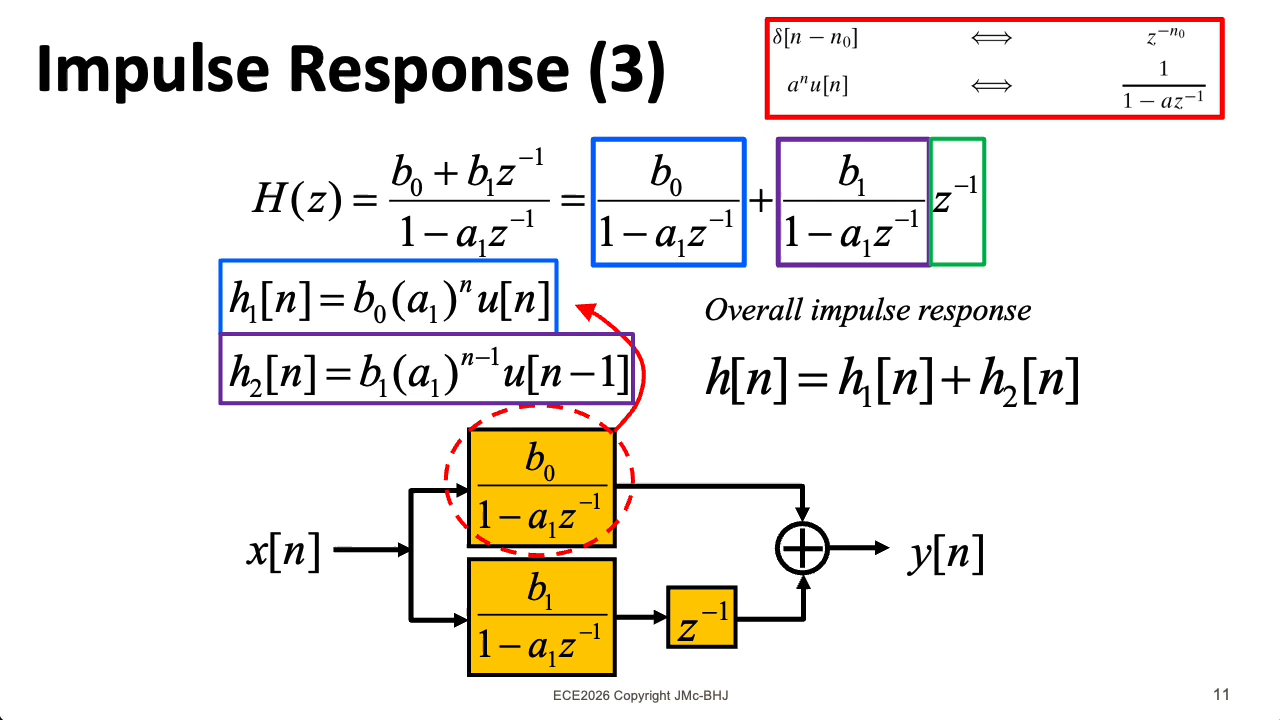 Impulse Response (3)
δ[n − n₀] ⟺ z^{−n₀}
aⁿu[n] ⟺ 1/(1 − az⁻¹)
H(z) = (b₀ + b₁z⁻¹)/(1 − a₁z⁻¹) = b₀/(1 − a₁z⁻¹) + b₁/(1 − a₁z⁻¹) z⁻¹
h₁[n] = b₀(a₁)ⁿu[n]
Overall impulse response
h₂[n] = b₁(a₁)ⁿ⁻¹u[n − 1]
h[n] = h₁[n] + h₂[n]
b₀/(1 − a₁z⁻¹)
x[n]
y[n]
b₁/(1 − a₁z⁻¹)
z⁻¹
ECE2026 Copyright JMc-BHJ
11